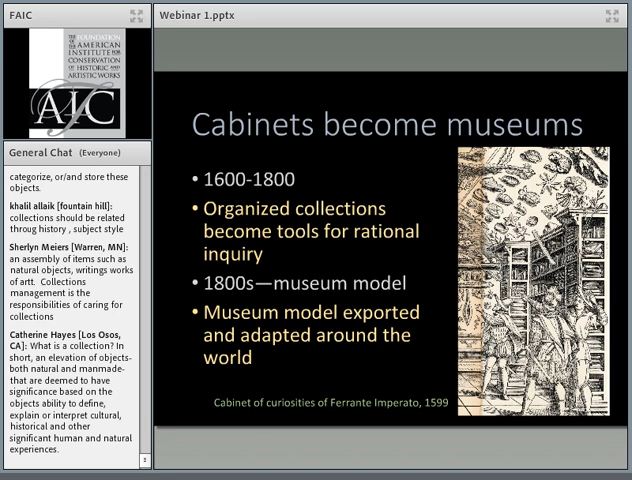 FAIC
THE FOUNDATION
OF THE AMERICAN
INSTITUTE FOR
CONSERVATION
OF HISTORIC AND
ARTISTIC WORKS
AIC
General Chat (Everyone)
categorize, or/and store these
objects.
khalil allaik [fountain hill]:
collections should be related
throug history , subject style
Sherlyn Meiers [Warren, MN]:
an assembly of items such as
natural objects, writings works
of artt. Collections
management is the
responsibilities of caring for
collections
Catherine Hayes [Los Osos,
CA]: What is a collection? In
short, an elevation of objects-
both natural and manmade-
that are deemed to have
significance based on the
objects ability to define,
explain or interpret cultural,
historical and other
significant human and natural
experiences.
Webinar 1.pptx
Cabinets become museums
• 1600-1800
• Organized collections
become tools for rational
inquiry
• 1800s—museum model
• Museum model exported
and adapted around the
world
Cabinet of curiosities of Ferrante Imperato, 1599